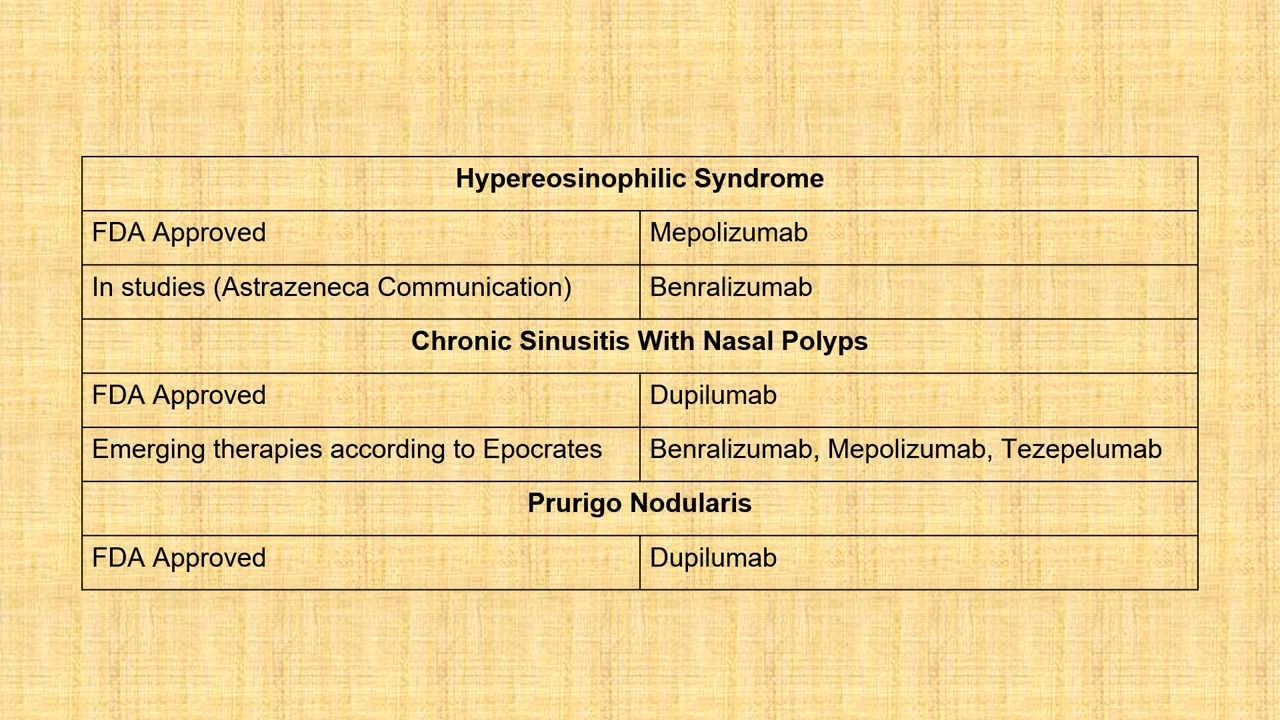 Hypereosinophilic Syndrome
FDA Approved Mepolizumab
In studies (Astrazeneca Communication) Benralizumab
Chronic Sinusitis With Nasal Polyps
FDA Approved Dupilumab
Emerging therapies according to Epocrates Benralizumab, Mepolizumab, Tezepelumab
Prurigo Nodularis
FDA Approved Dupilumab